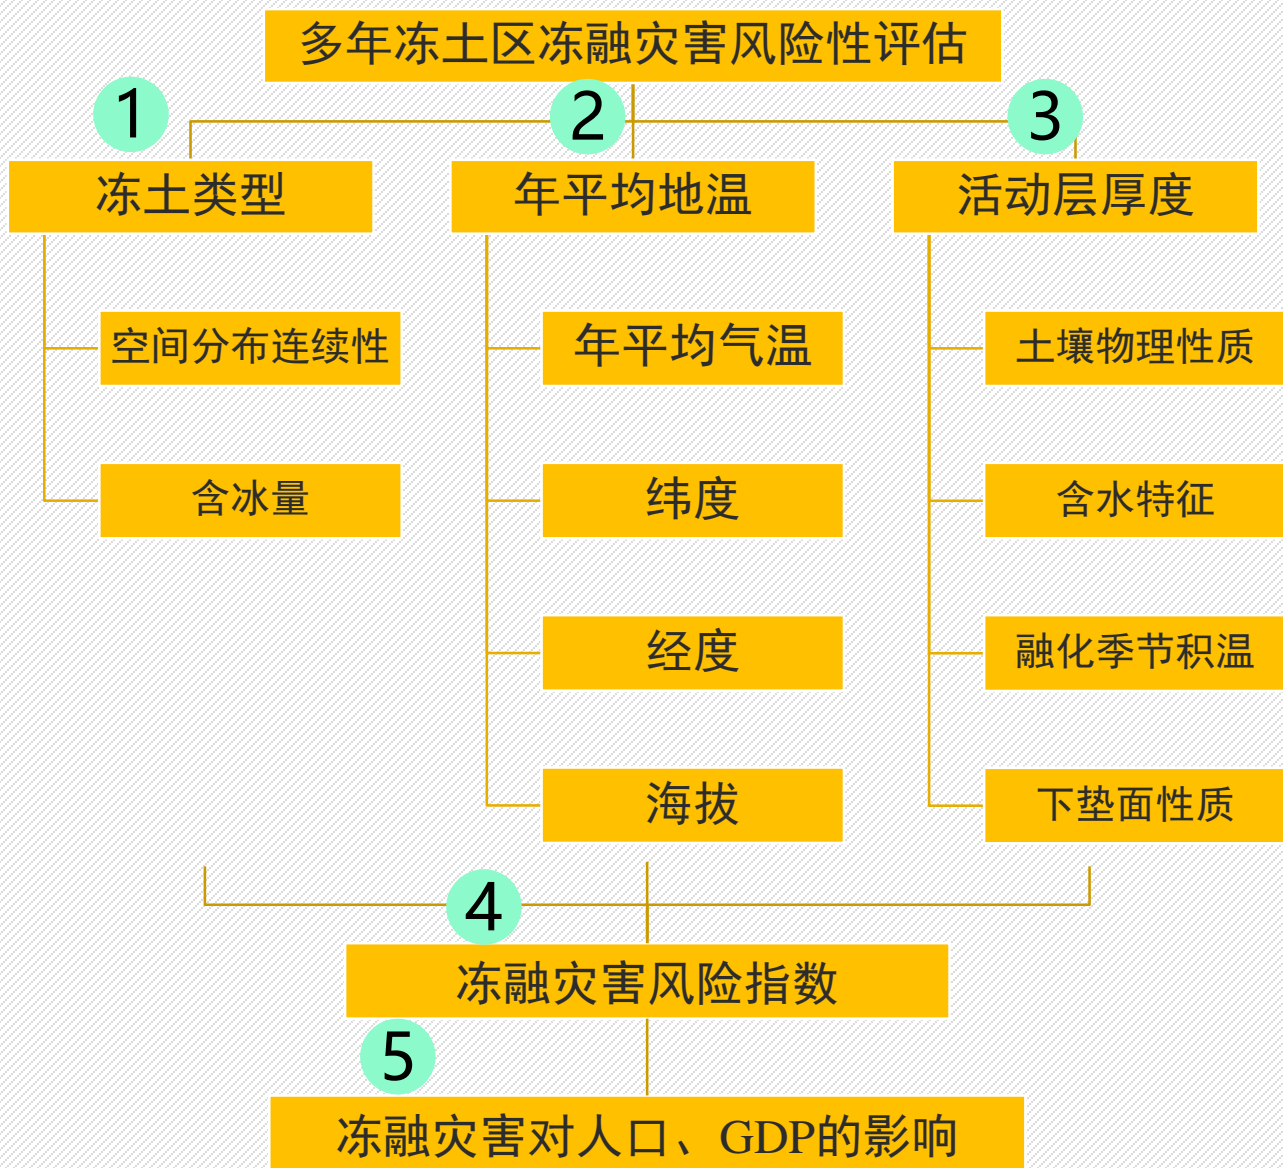 多年冻土区冻融灾害风险性评估
1
2
3
冻土类型
年平均地温
活动层厚度
空间分布连续性
年平均气温
土壤物理性质
含冰量
纬度
含水特征
经度
融化季节积温
海拔
下垫面性质
4
冻融灾害风险指数
5
冻融灾害对人口、GDP的影响